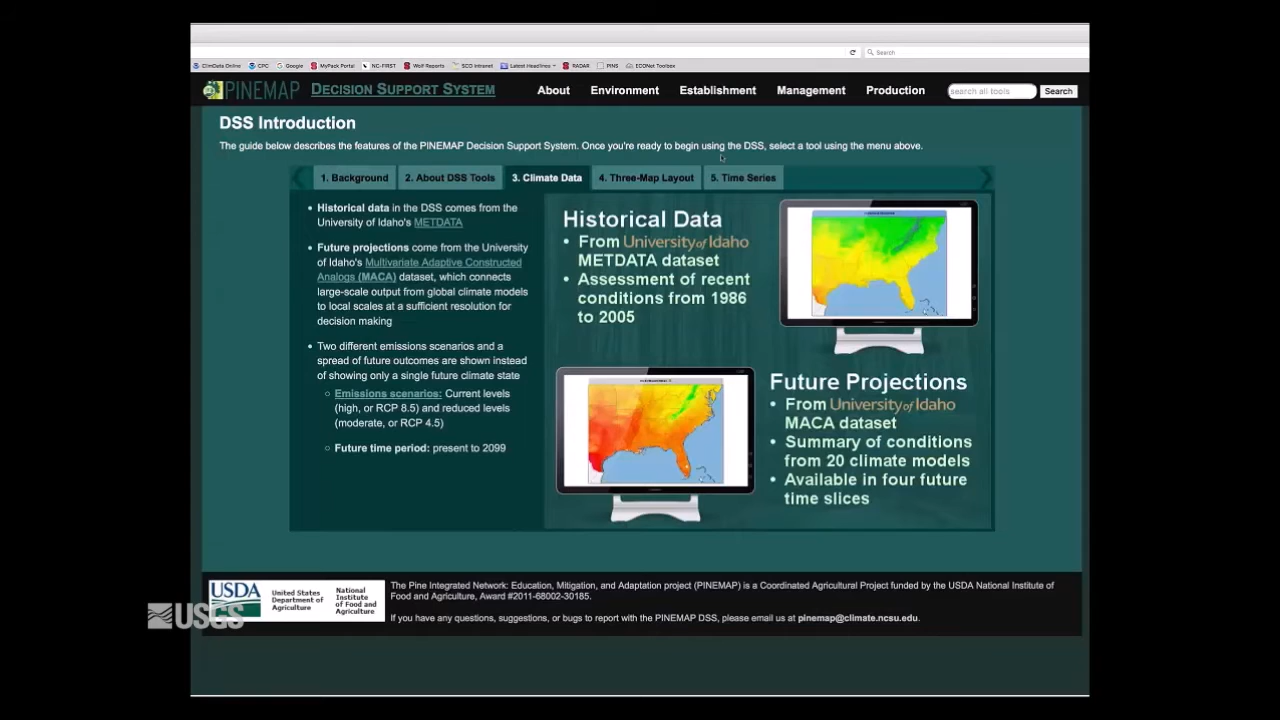 Search
ClimData Online CPC Google MyPack Portal NC-FIRST Wolf Reports SCO Intranet Latest Headlines RADAR PINS ECONet Toolbox
PINEMAP DECISION SUPPORT SYSTEM About Environment Establishment Management Production search all tools Search
DSS Introduction
The guide below describes the features of the PINEMAP Decision Support System. Once you're ready to begin using the DSS, select a tool using the menu above.
1. Background 2. About DSS Tools 3. Climate Data 4. Three-Map Layout 5. Time Series
• Historical data in the DSS comes from the
University of Idaho's METDATA
• Future projections come from the University
of Idaho's Multivariate Adaptive Constructed
Analogs (MACA) dataset, which connects
large-scale output from global climate models
to local scales at a sufficient resolution for
decision making
• Two different emissions scenarios and a
spread of future outcomes are shown instead
of showing only a single future climate state
○ Emissions scenarios: Current levels
(high, or RCP 8.5) and reduced levels
(moderate, or RCP 4.5)
○ Future time period: present to 2099
Historical Data
• From University of Idaho
METDATA dataset
• Assessment of recent
conditions from 1986
to 2005
Future Projections
• From University of Idaho
MACA dataset
• Summary of conditions
from 20 climate models
• Available in four future
time slices
USDA
United States
Department of
Agriculture
National
Institute
of Food and
Agriculture
The Pine Integrated Network: Education, Mitigation, and Adaptation project (PINEMAP) is a Coordinated Agricultural Project funded by the USDA National Institute of
Food and Agriculture, Award #2011-68002-30185.
If you have any questions, suggestions, or bugs to report with the PINEMAP DSS, please email us at pinemap@climate.ncsu.edu.
USGS